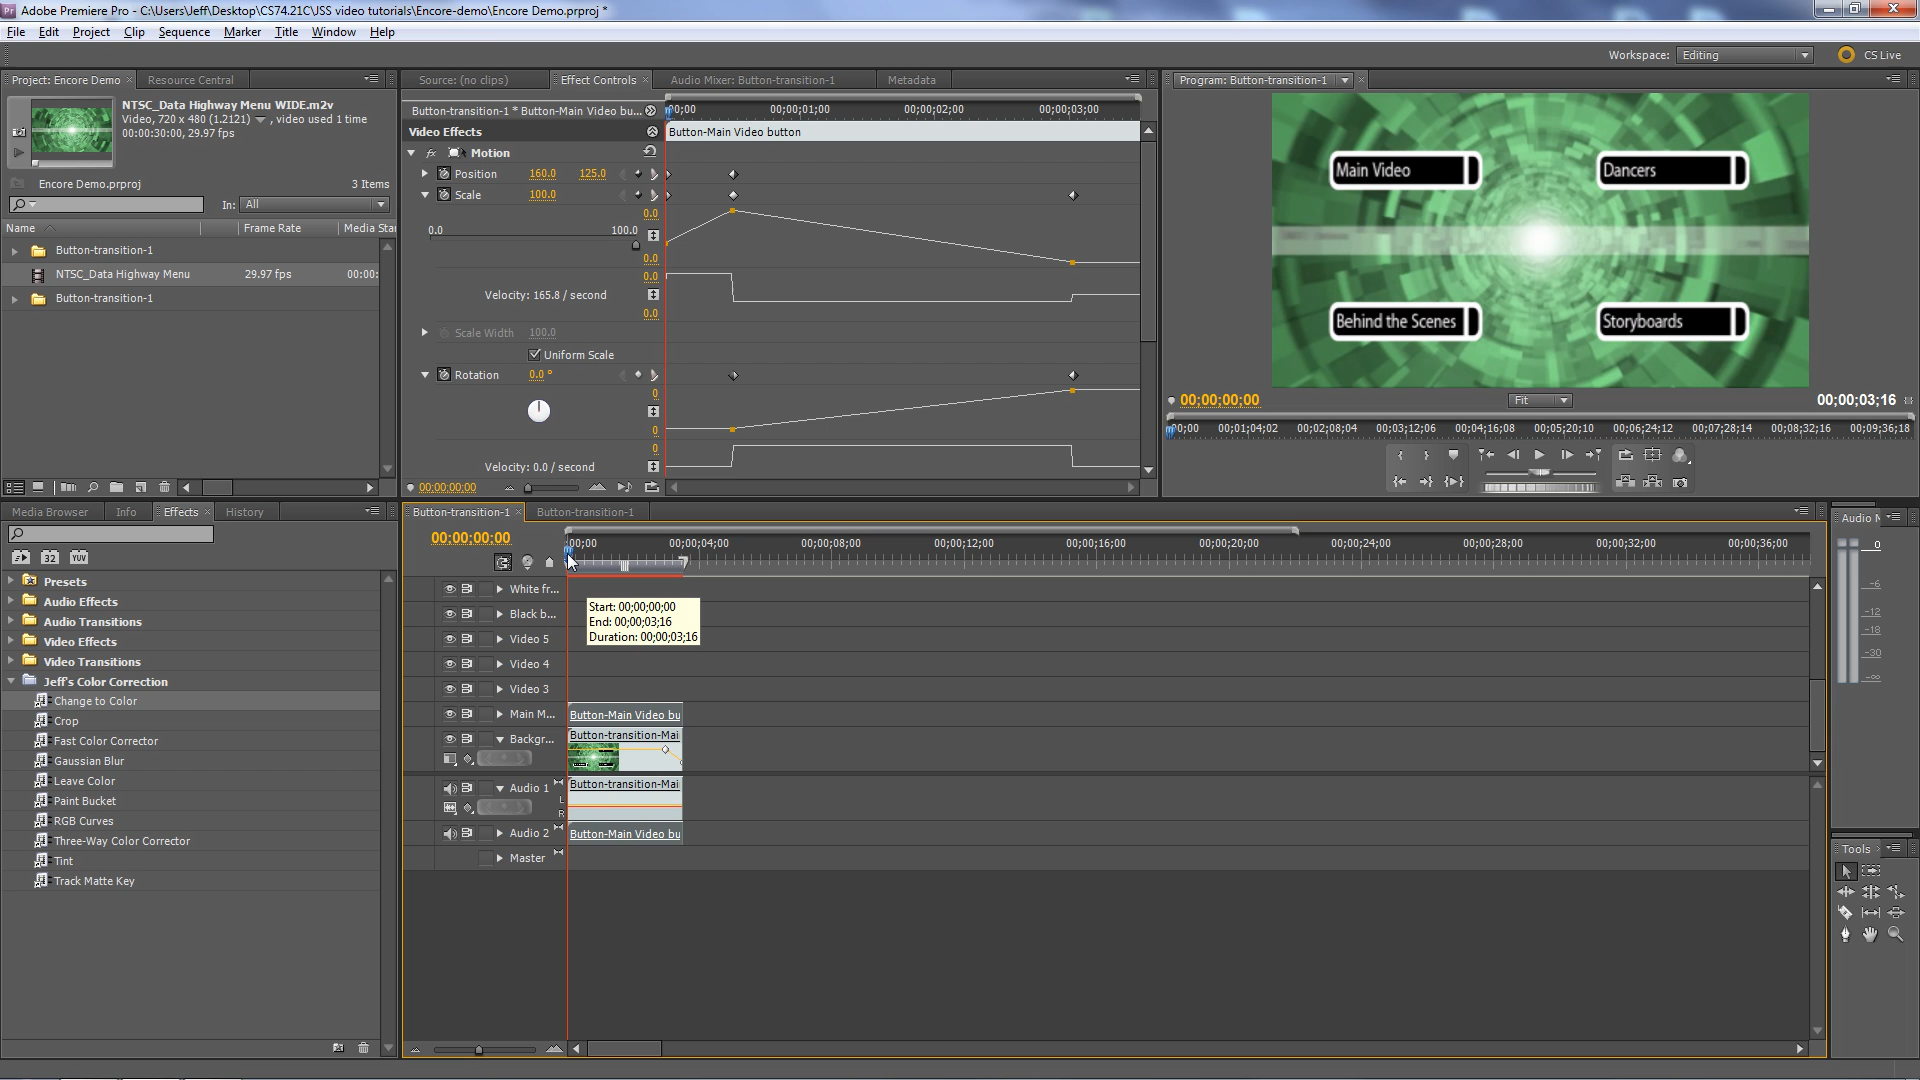 Adobe Premiere Pro - C:\Users\Jeff\Desktop\CS74.21C\JSS video tutorials\Encore-demo\Encore Demo.prproj *
File Edit Project Clip Sequence Marker Title Window Help
Workspace: Editing CS Live
Project: Encore Demo Resource Central
NTSC_Data Highway Menu WIDE.m2v
Video, 720 x 480 (1.2121) , video used 1 time
00:00:30:00, 29.97 fps
Encore Demo.prproj 3 Items
In: All
Name Frame Rate Media Star
Button-transition-1
NTSC_Data Highway Menu 29.97 fps 00:00:
Button-transition-1
Source: (no clips) Effect Controls Audio Mixer: Button-transition-1 Metadata
Button-transition-1 * Button-Main Video bu... 00;00 00;00;01;00 00;00;02;00 00;00;03;00
Video Effects Button-Main Video button
fx Motion
Position 160.0 125.0
Scale 100.0
0.0
0.0 100.0
0.0
0.0
Velocity: 165.8 / second
0.0
Scale Width 100.0
Uniform Scale
Rotation 0.0 °
0
0
0
Velocity: 0.0 / second
00;00;00;00
Program: Button-transition-1
Main Video
Dancers
Behind the Scenes
Storyboards
00;00;00;00 Fit 00;00;03;16
00;00 00;01;04;02 00;02;08;04 00;03;12;06 00;04;16;08 00;05;20;10 00;06;24;12 00;07;28;14 00;08;32;16 00;09;36;18
Media Browser Info Effects History
32 YUV
Presets
Audio Effects
Audio Transitions
Video Effects
Video Transitions
Jeff's Color Correction
Change to Color
Crop
Fast Color Corrector
Gaussian Blur
Leave Color
Paint Bucket
RGB Curves
Three-Way Color Corrector
Tint
Track Matte Key
Button-transition-1 Button-transition-1
00;00;00;00
;00;00 00;00;04;00 00;00;08;00 00;00;12;00 00;00;16;00 00;00;20;00 00;00;24;00 00;00;28;00 00;00;32;00 00;00;36;00
White fr...
Black b...
Video 5
Video 4
Video 3
Start: 00;00;00;00
End: 00;00;03;16
Duration: 00;00;03;16
Main M... Button-Main Video bu
Backgr... Button-transition-Mai
Audio 1 Button-transition-Mai
L
R
Audio 2 Button-Main Video bu
Master
Audio M
0
-6
-12
-18
-30
-∞
Tools